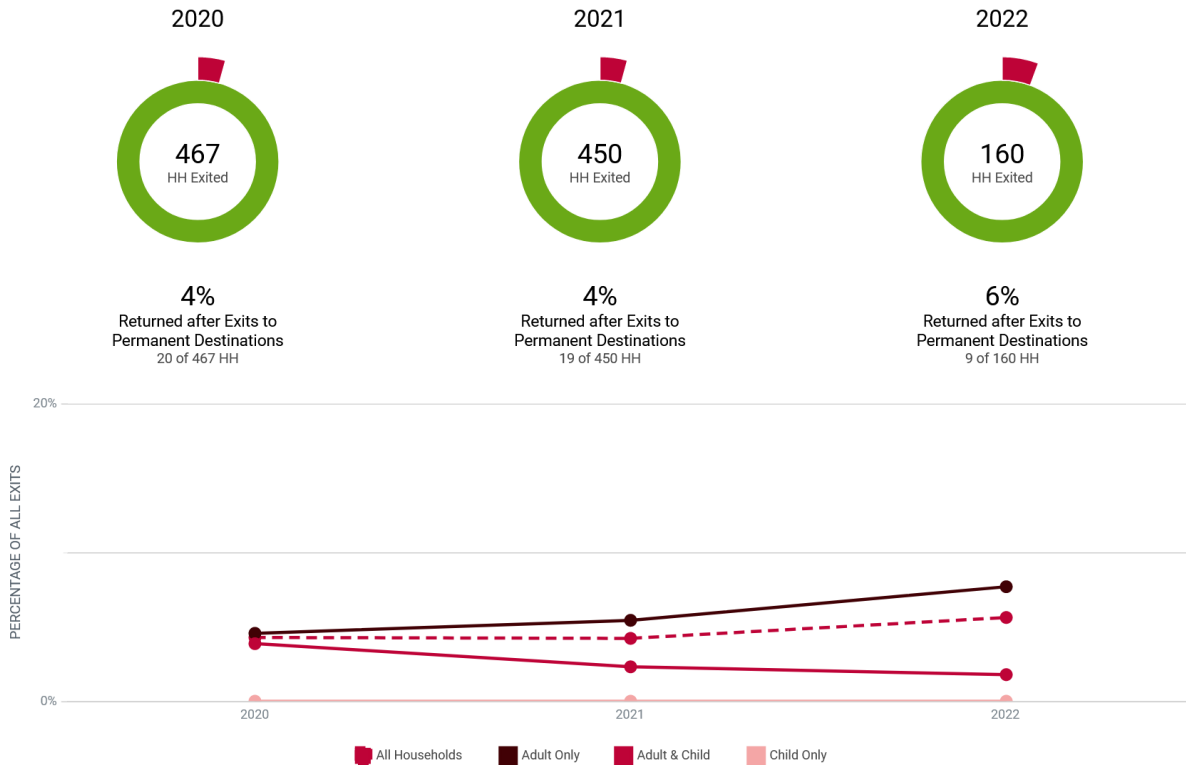 2020
2021
2022
467
HH Exited
450
HH Exited
160
HH Exited
4%
Returned after Exits to
Permanent Destinations
20 of 467 HH
4%
Returned after Exits to
Permanent Destinations
19 of 450 HH
6%
Returned after Exits to
Permanent Destinations
9 of 160 HH
PERCENTAGE OF ALL EXITS
20%
0%
2020
2021
2022
All Households
Adult Only
Adult & Child
Child Only